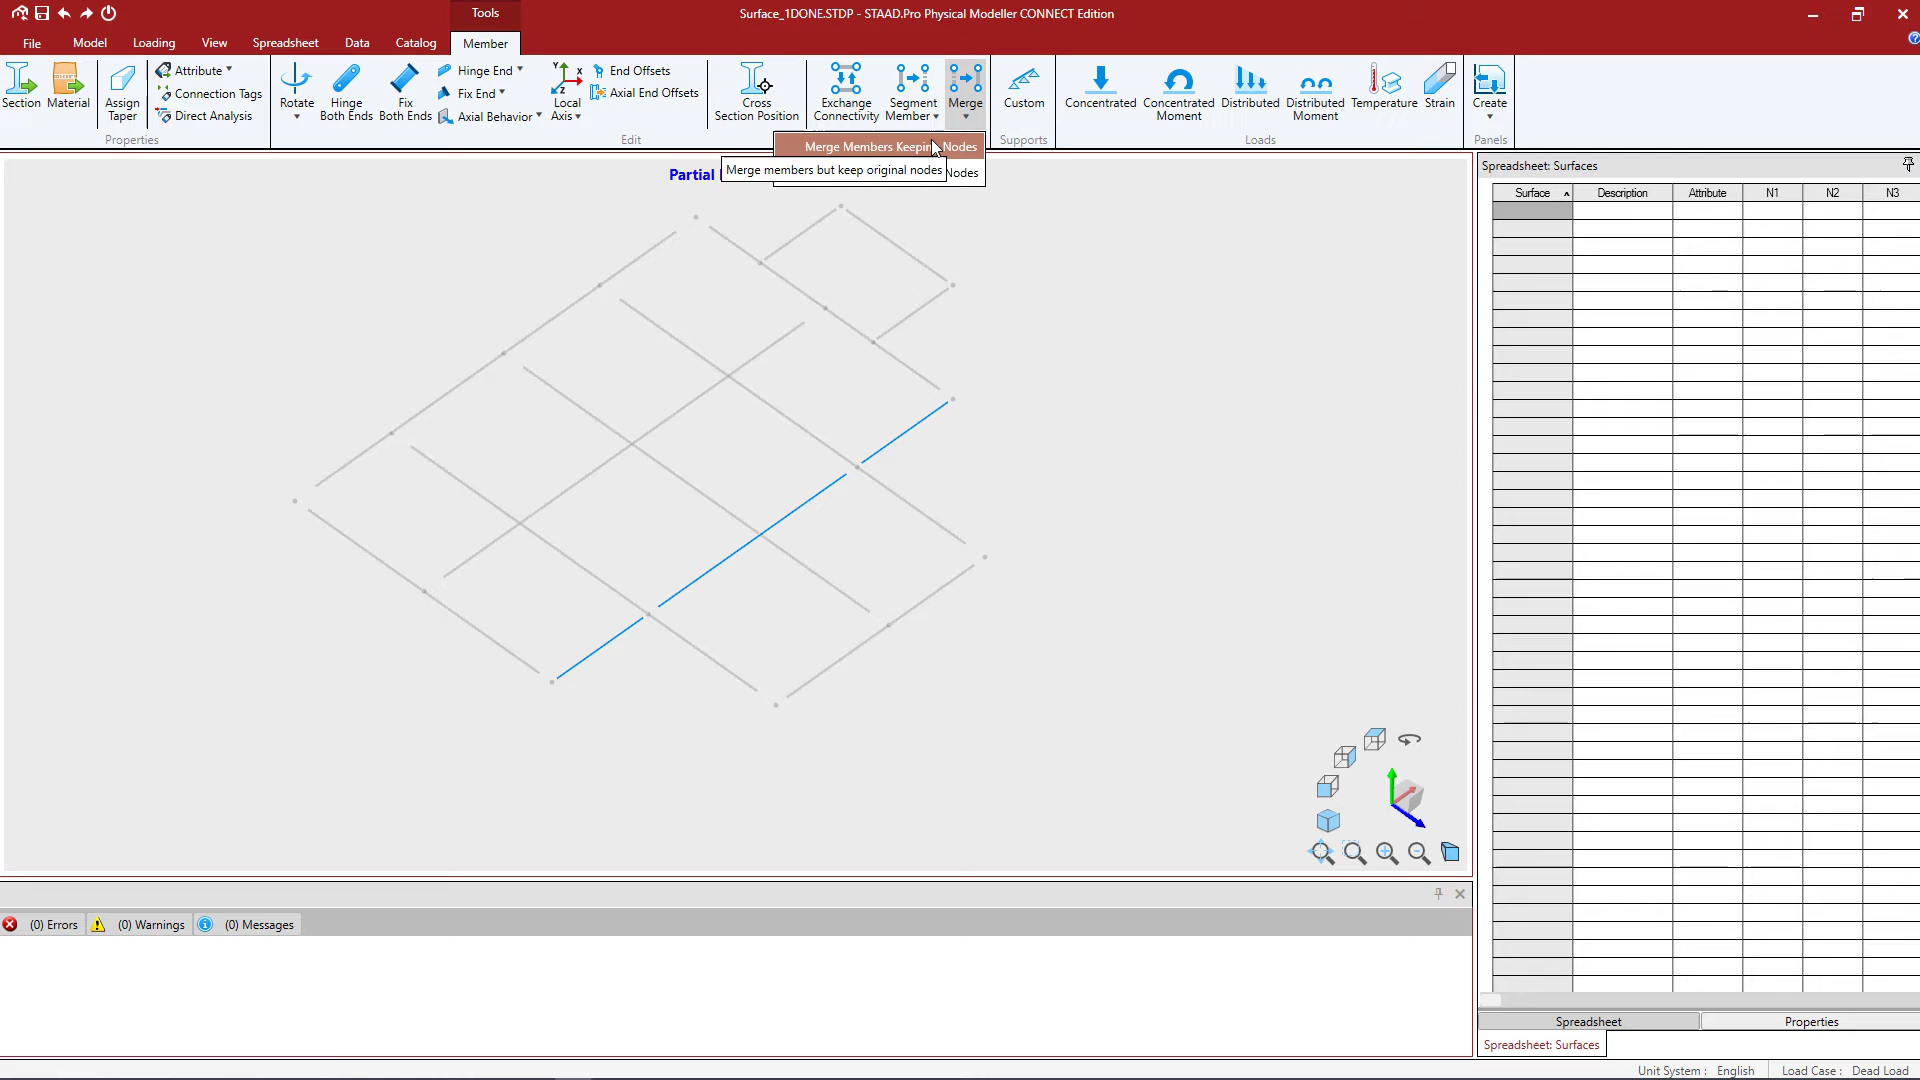 Tools
Surface_1DONE.STDP - STAAD.Pro Physical Modeller CONNECT Edition
File Model Loading View Spreadsheet Data Catalog Member
Section
Material
Assign Taper
Attribute
Connection Tags
Direct Analysis
Properties
Rotate
Hinge Both Ends
Fix Both Ends
Hinge End
Fix End
Axial Behavior
Y X Z
Local Axis
End Offsets
Axial End Offsets
Edit
Cross Section Position
Exchange Connectivity
Segment Member
Merge
Custom
Supports
Concentrated
Concentrated Moment
Distributed
Distributed Moment
Temperature
Strain
Loads
Create
Panels
Merge Members Keeping Nodes
Merge members but keep original nodes
Nodes
Partial
Spreadsheet: Surfaces
Surface Description Attribute N1 N2 N3
(0) Errors (0) Warnings (0) Messages
Spreadsheet Properties
Spreadsheet: Surfaces
Unit System : English Load Case : Dead Load